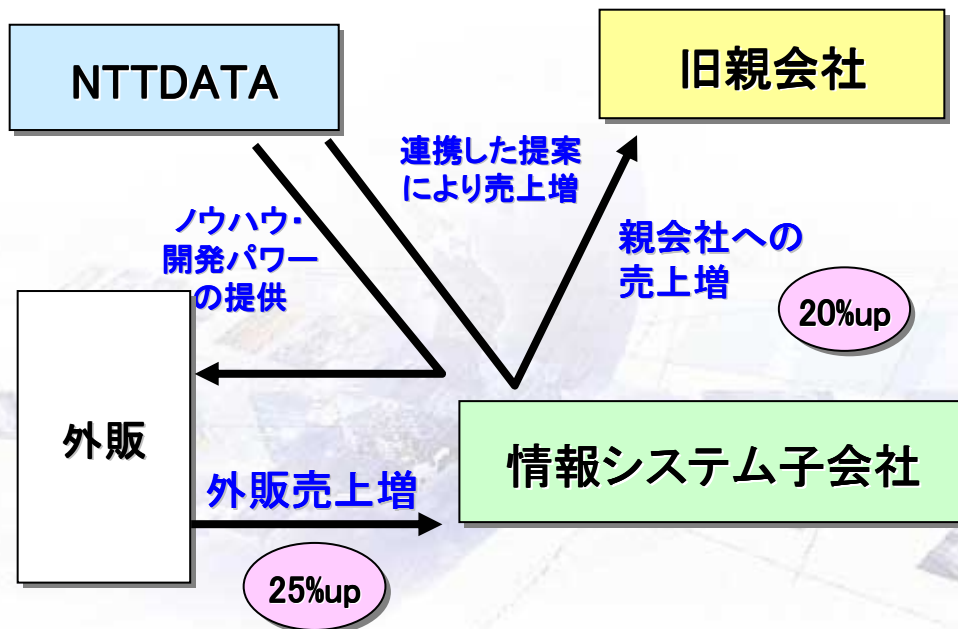 NTTDATA
旧親会社
連携した提案
により売上増
ノウハウ・
開発パワー
の提供
親会社への
売上増
20%up
外販
情報システム子会社
外販売上増
25%up